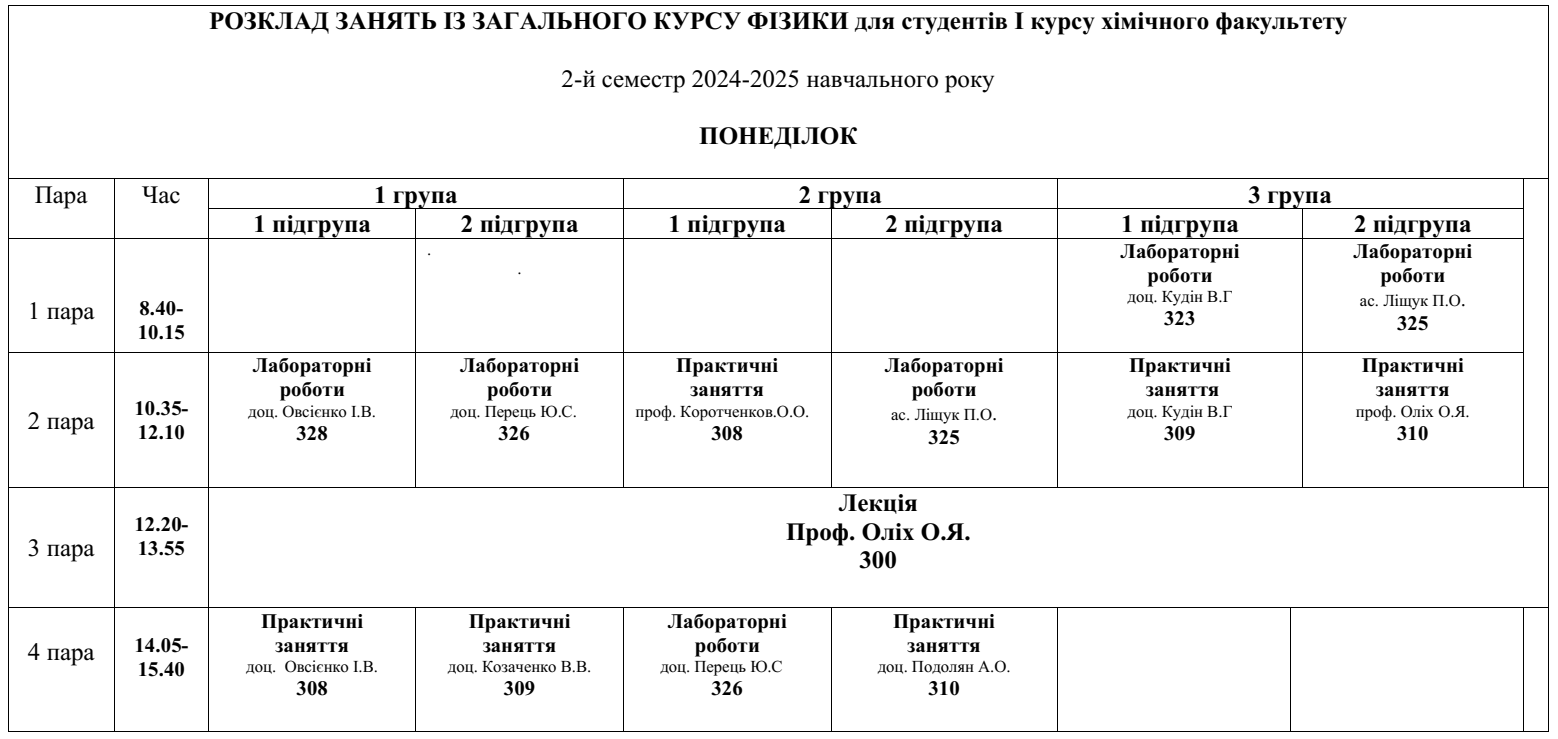 РОЗКЛАД ЗАНЯТЬ ІЗ ЗАГАЛЬНОГО КУРСУ ФІЗИКИ для студентів І курсу хімічного факультету
2-й семестр 2024-2025 навчального року
ПОНЕДІЛОК
Пара Час 1 група 2 група 3 група
1 підгрупа 2 підгрупа 1 підгрупа 2 підгрупа 1 підгрупа 2 підгрупа
1 пара
8.40-
10.15
Лабораторні
роботи
доц. Кудін В.Г
323
Лабораторні
роботи
ас. Ліщук П.О.
325
2 пара
10.35-
12.10
Лабораторні
роботи
доц. Овсієнко І.В.
328
Лабораторні
роботи
доц. Перець Ю.С.
326
Практичні
заняття
проф. Коротченков.О.О.
308
Лабораторні
роботи
ас. Ліщук П.О.
325
Практичні
заняття
доц. Кудін В.Г
309
Практичні
заняття
проф. Оліх О.Я.
310
3 пара
12.20-
13.55
Лекція
Проф. Оліх О.Я.
300
4 пара
14.05-
15.40
Практичні
заняття
доц. Овсієнко І.В.
308
Практичні
заняття
доц. Козаченко В.В.
309
Лабораторні
роботи
доц. Перець Ю.С
326
Практичні
заняття
доц. Подолян А.О.
310